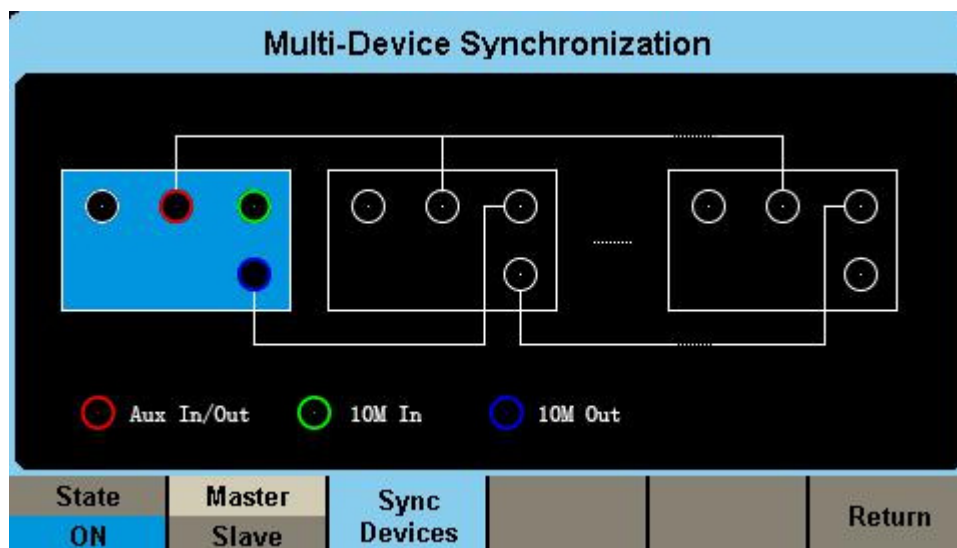 Multi-Device Synchronization
Aux In/Out
10M In
10M Out
State
ON
Master
Slave
Sync
Devices
Return